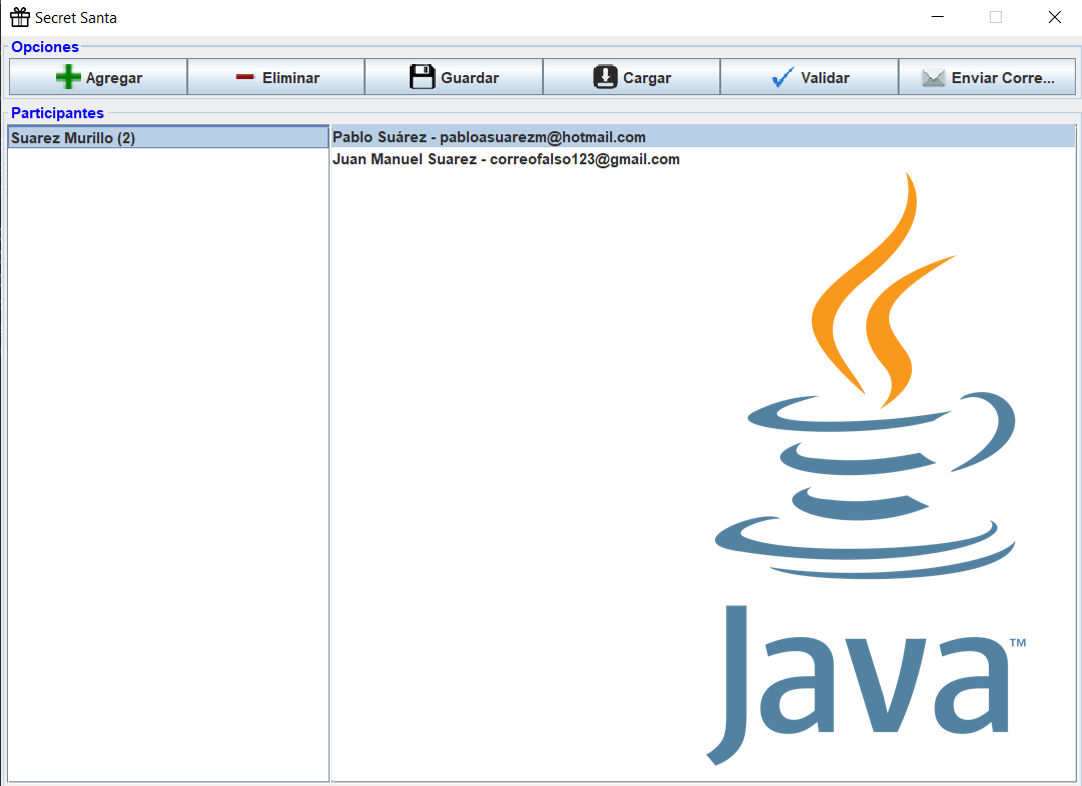 Secret Santa
Opciones
Agregar Eliminar Guardar Cargar Validar Enviar Corre...
Participantes
Suarez Murillo (2) Pablo Suárez - pabloasuarezm@hotmail.com
Juan Manuel Suarez - correofalso123@gmail.com
Java™